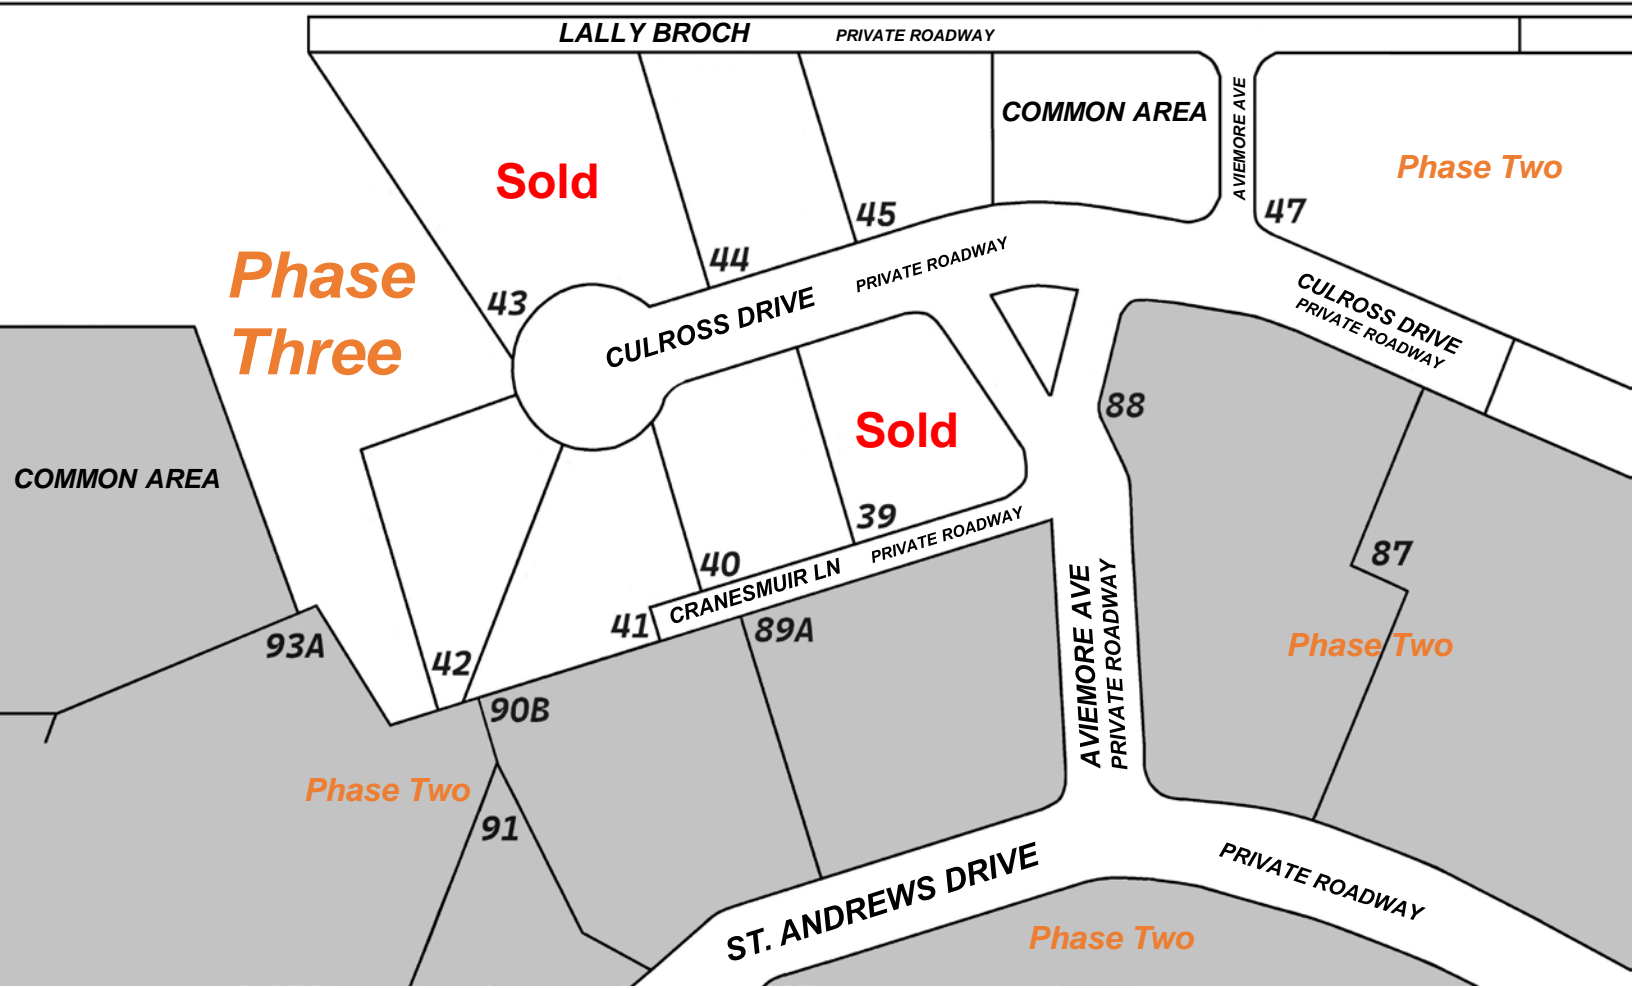 LALLY BROCH PRIVATE ROADWAY
COMMON AREA
AVIEMORE AVE
Phase Two
Sold
45
47
44
43
Phase
Three
CULROSS DRIVE PRIVATE ROADWAY
CULROSS DRIVE
PRIVATE ROADWAY
88
Sold
COMMON AREA
39
40
CRANESMUIR LN PRIVATE ROADWAY
87
41
89A
93A
42
90B
AVIEMORE AVE
PRIVATE ROADWAY
Phase Two
Phase Two
91
ST. ANDREWS DRIVE
PRIVATE ROADWAY
Phase Two